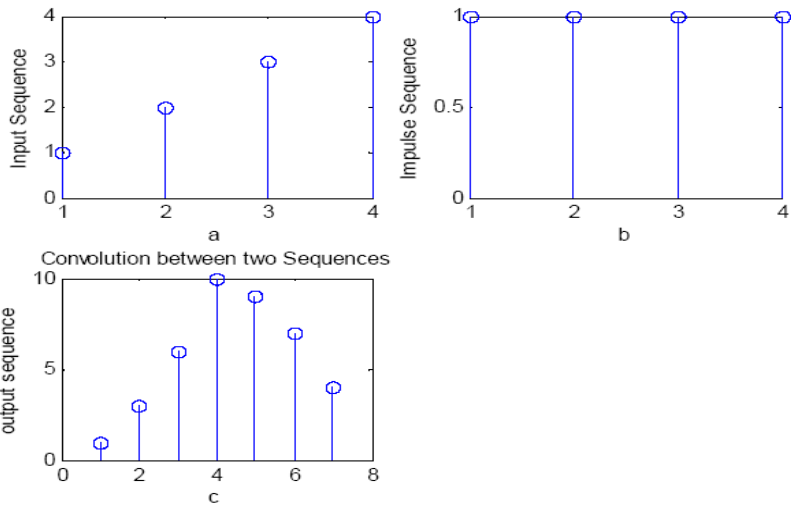 Input Sequence
4
3
2
1
0
1 2 3 4
a
Impulse Sequence
1
0.5
0
1 2 3 4
b
Convolution between two Sequences
output sequence
10
5
0
0 2 4 6 8
c